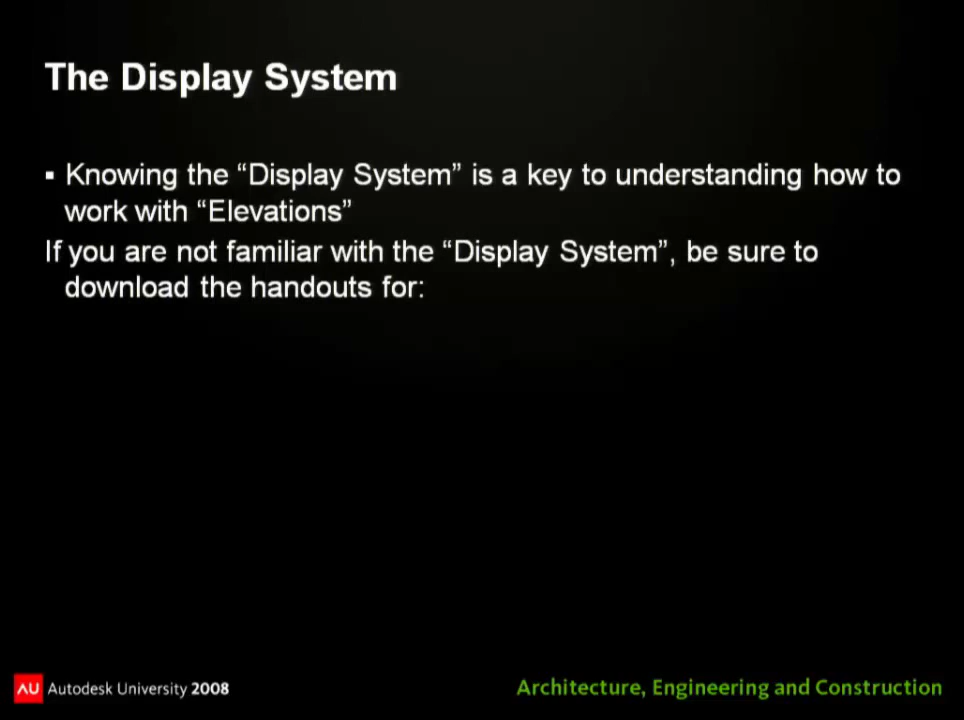 The Display System
▪ Knowing the “Display System” is a key to understanding how to
work with “Elevations”
If you are not familiar with the “Display System”, be sure to
download the handouts for:
AU Autodesk University 2008
Architecture, Engineering and Construction